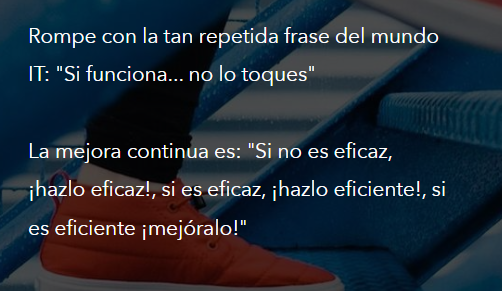 Rompe con la tan repetida frase del mundo
IT: "Si funciona... no lo toques"
La mejora continua es: "Si no es eficaz,
¡hazlo eficaz!, si es eficaz, ¡hazlo eficiente!, si
es eficiente ¡mejóralo!"